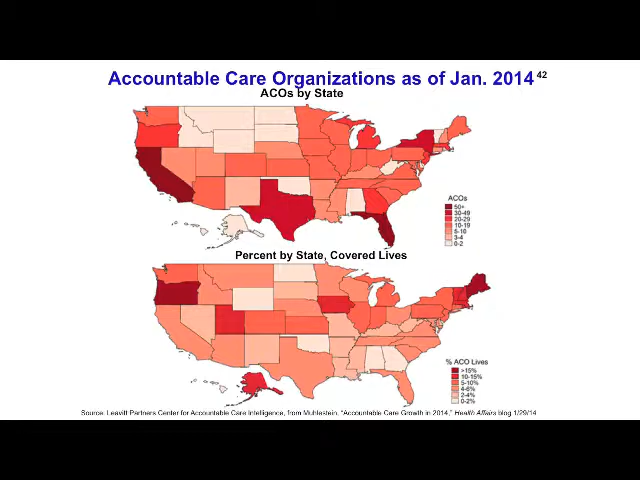 Accountable Care Organizations as of Jan. 2014 42
ACOs by State
ACOs
50+
30-49
20-29
10-19
5-10
3-4
0-2
Percent by State, Covered Lives
% ACO Lives
>15%
10-15%
5-10%
4-6%
2-4%
0-2%
Source: Leavitt Partners Center for Accountable Care Intelligence, from Muhlestein, “Accountable Care Growth in 2014,” Health Affairs blog 1/29/14